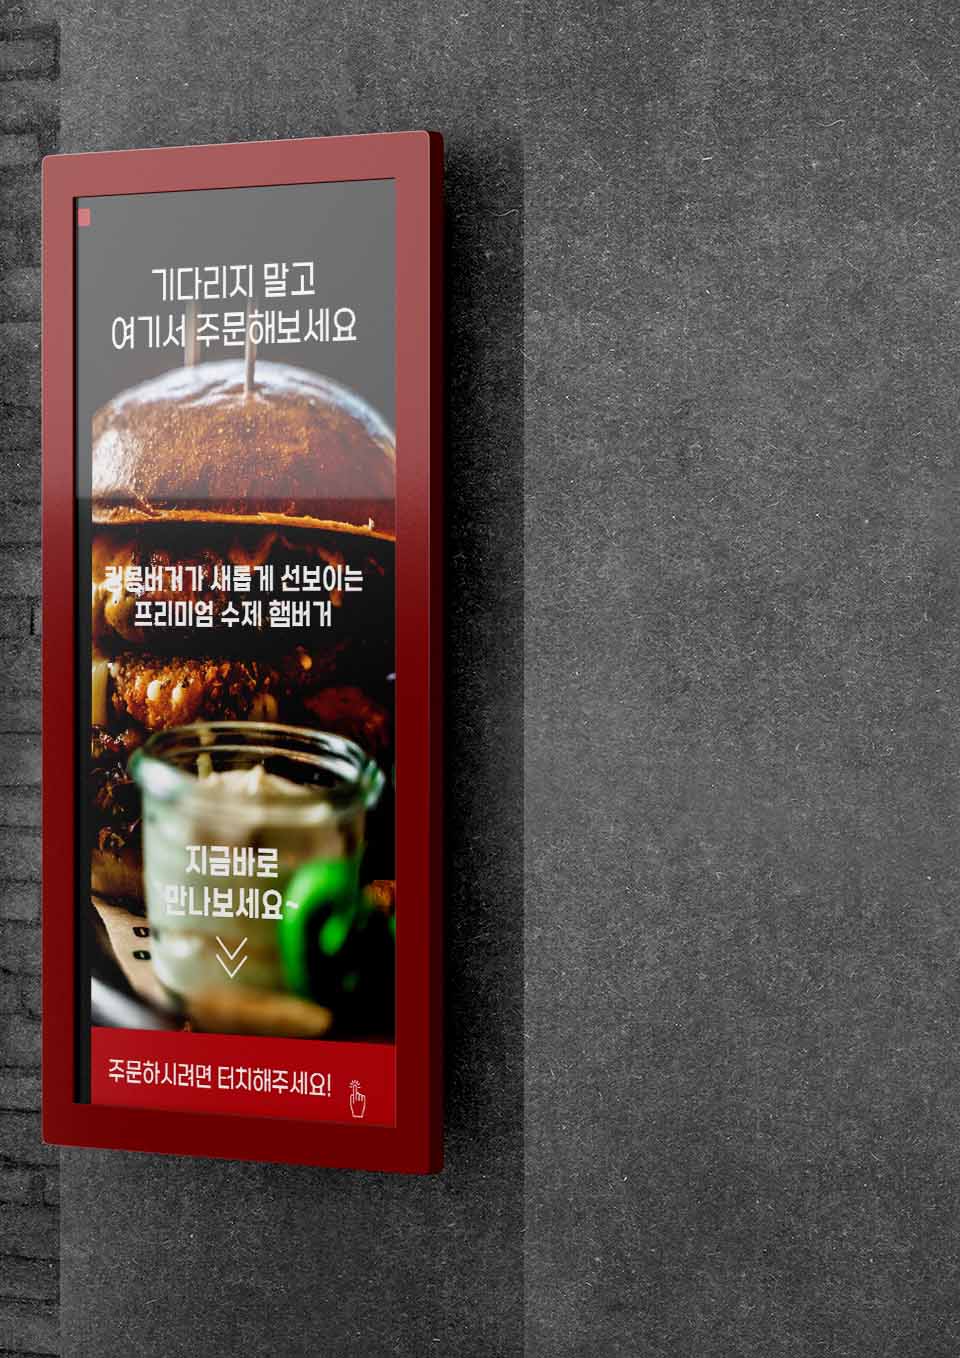 기다리지 말고
여기서 주문해보세요
새롭게 선보이는
프리미엄 수제 햄버거
지금바로
만나보세요~
주문하시려면 터치해주세요!